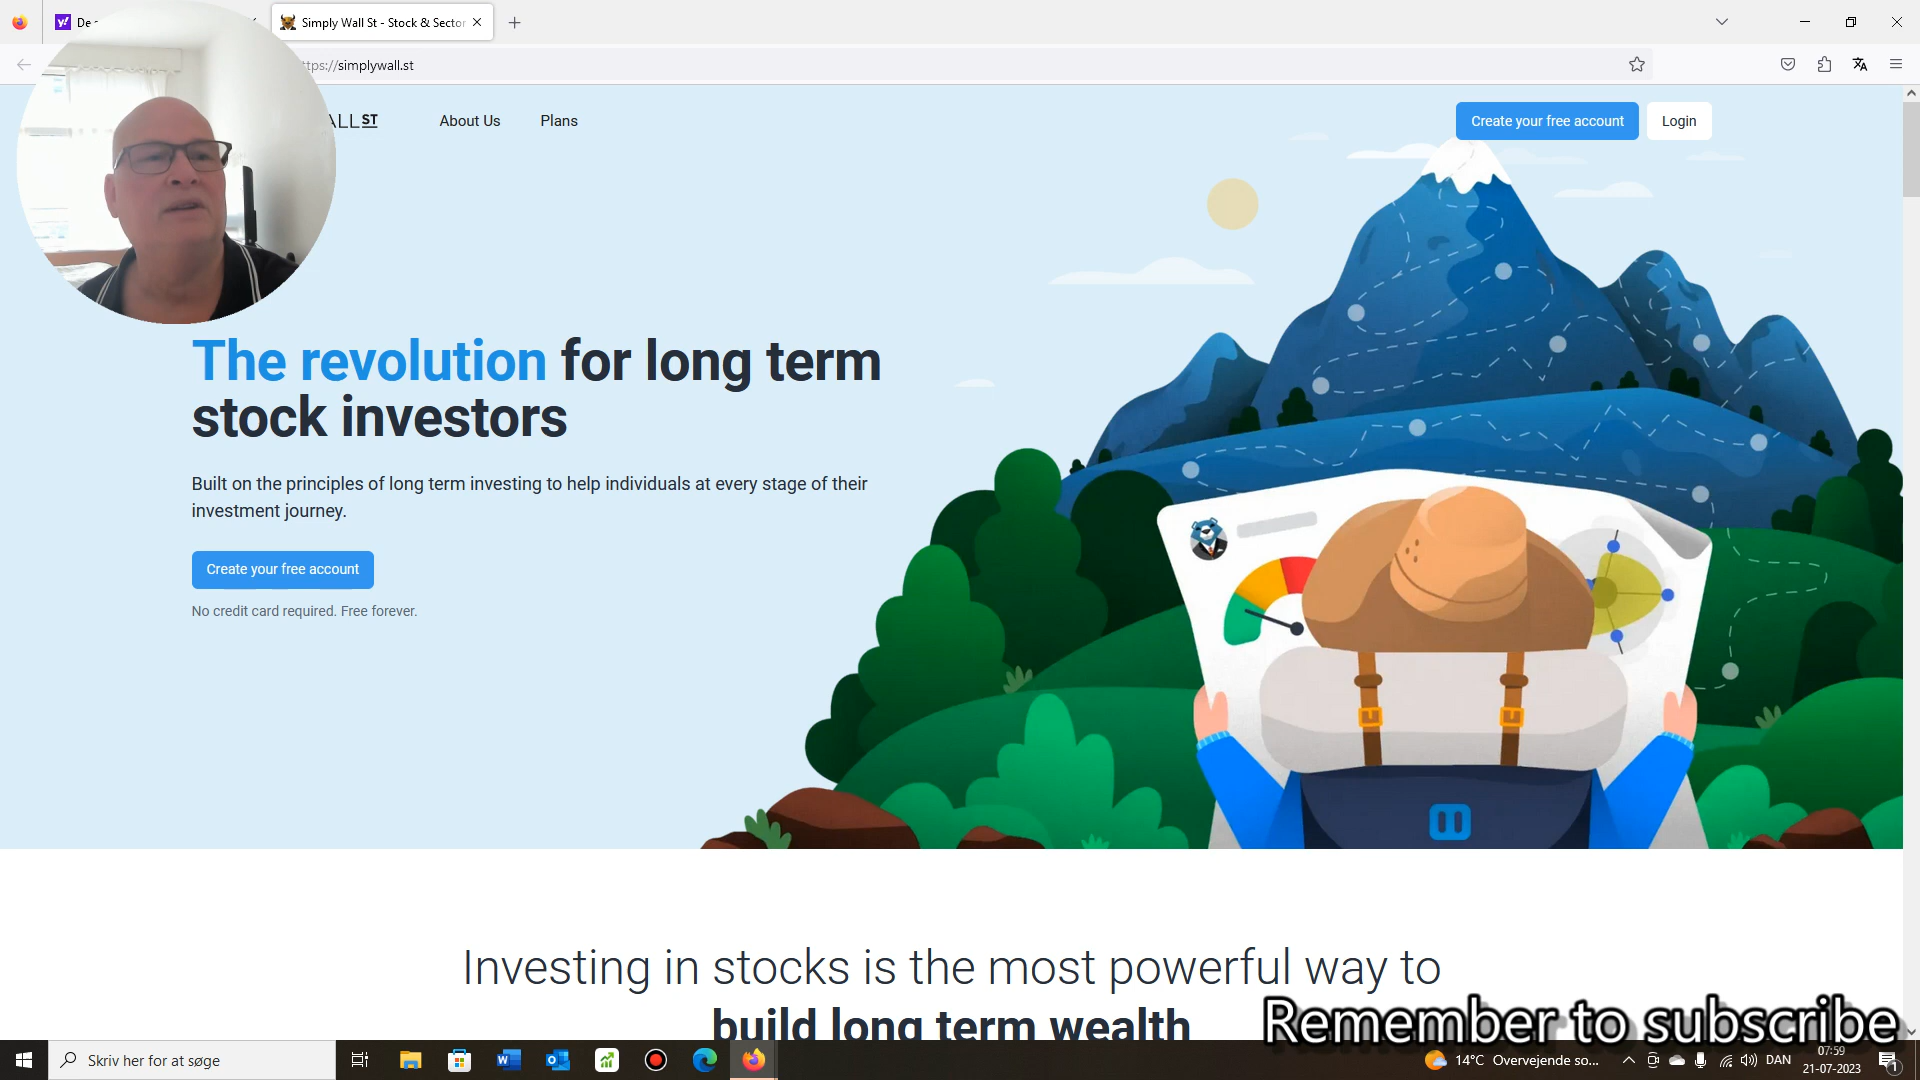 De
Simply Wall St - Stock & Sector
https://simplywall.st
WALL ST
About Us
Plans
Create your free account
Login
The revolution for long term
stock investors
Built on the principles of long term investing to help individuals at every stage of their
investment journey.
Create your free account
No credit card required. Free forever.
Investing in stocks is the most powerful way to
build long term wealth
Remember to subscribe
Skriv her for at søge
14°C Overvejende so...
DAN
07:59
21-07-2023
1